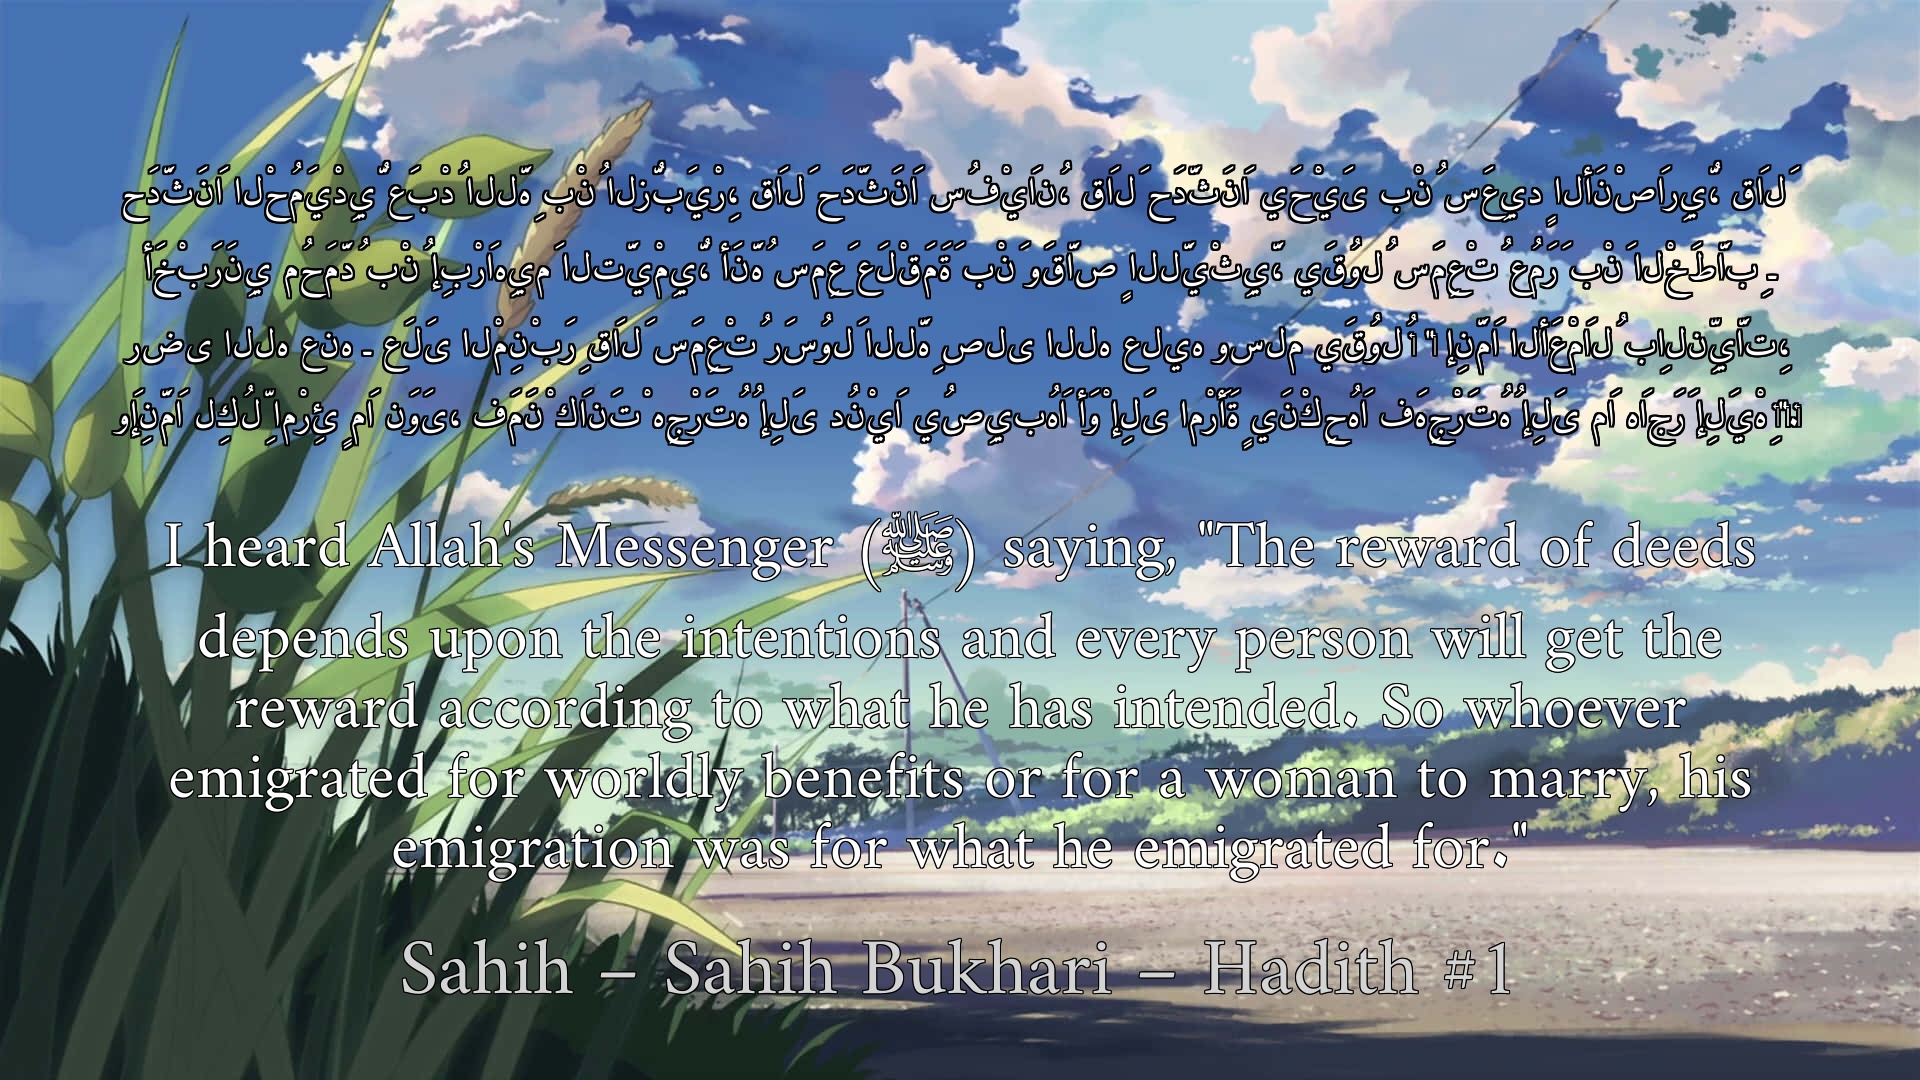 حَدَّثَنَا الْحُمَيْدِيُّ عَبْدُ اللَّهِ بْنُ الزُّبَيْرِ، قَالَ حَدَّثَنَا سُفْيَانُ، قَالَ حَدَّثَنَا يَحْيَى بْنُ سَعِيدٍ الأَنْصَارِيُّ، قَالَ
أَخْبَرَنِي مُحَمَّدُ بْنُ إِبْرَاهِيمَ التَّيْمِيُّ، أَنَّهُ سَمِعَ عَلْقَمَةَ بْنَ وَقَّاصٍ اللَّيْثِيَّ، يَقُولُ سَمِعْتُ عُمَرَ بْنَ الْخَطَّابِ ـ
رضى الله عنه ـ عَلَى الْمِنْبَرِ قَالَ سَمِعْتُ رَسُولَ اللَّهِ صلى الله عليه وسلم يَقُولُ " إِنَّمَا الأَعْمَالُ بِالنِّيَّاتِ،
وَإِنَّمَا لِكُلِّ امْرِئٍ مَا نَوَى، فَمَنْ كَانَتْ هِجْرَتُهُ إِلَى دُنْيَا يُصِيبُهَا أَوْ إِلَى امْرَأَةٍ يَنْكِحُهَا فَهِجْرَتُهُ إِلَى مَا هَاجَرَ إِلَيْهِ "
I heard Allah's Messenger (ﷺ) saying, "The reward of deeds
depends upon the intentions and every person will get the
reward according to what he has intended. So whoever
emigrated for worldly benefits or for a woman to marry, his
emigration was for what he emigrated for."
Sahih – Sahih Bukhari – Hadith #1